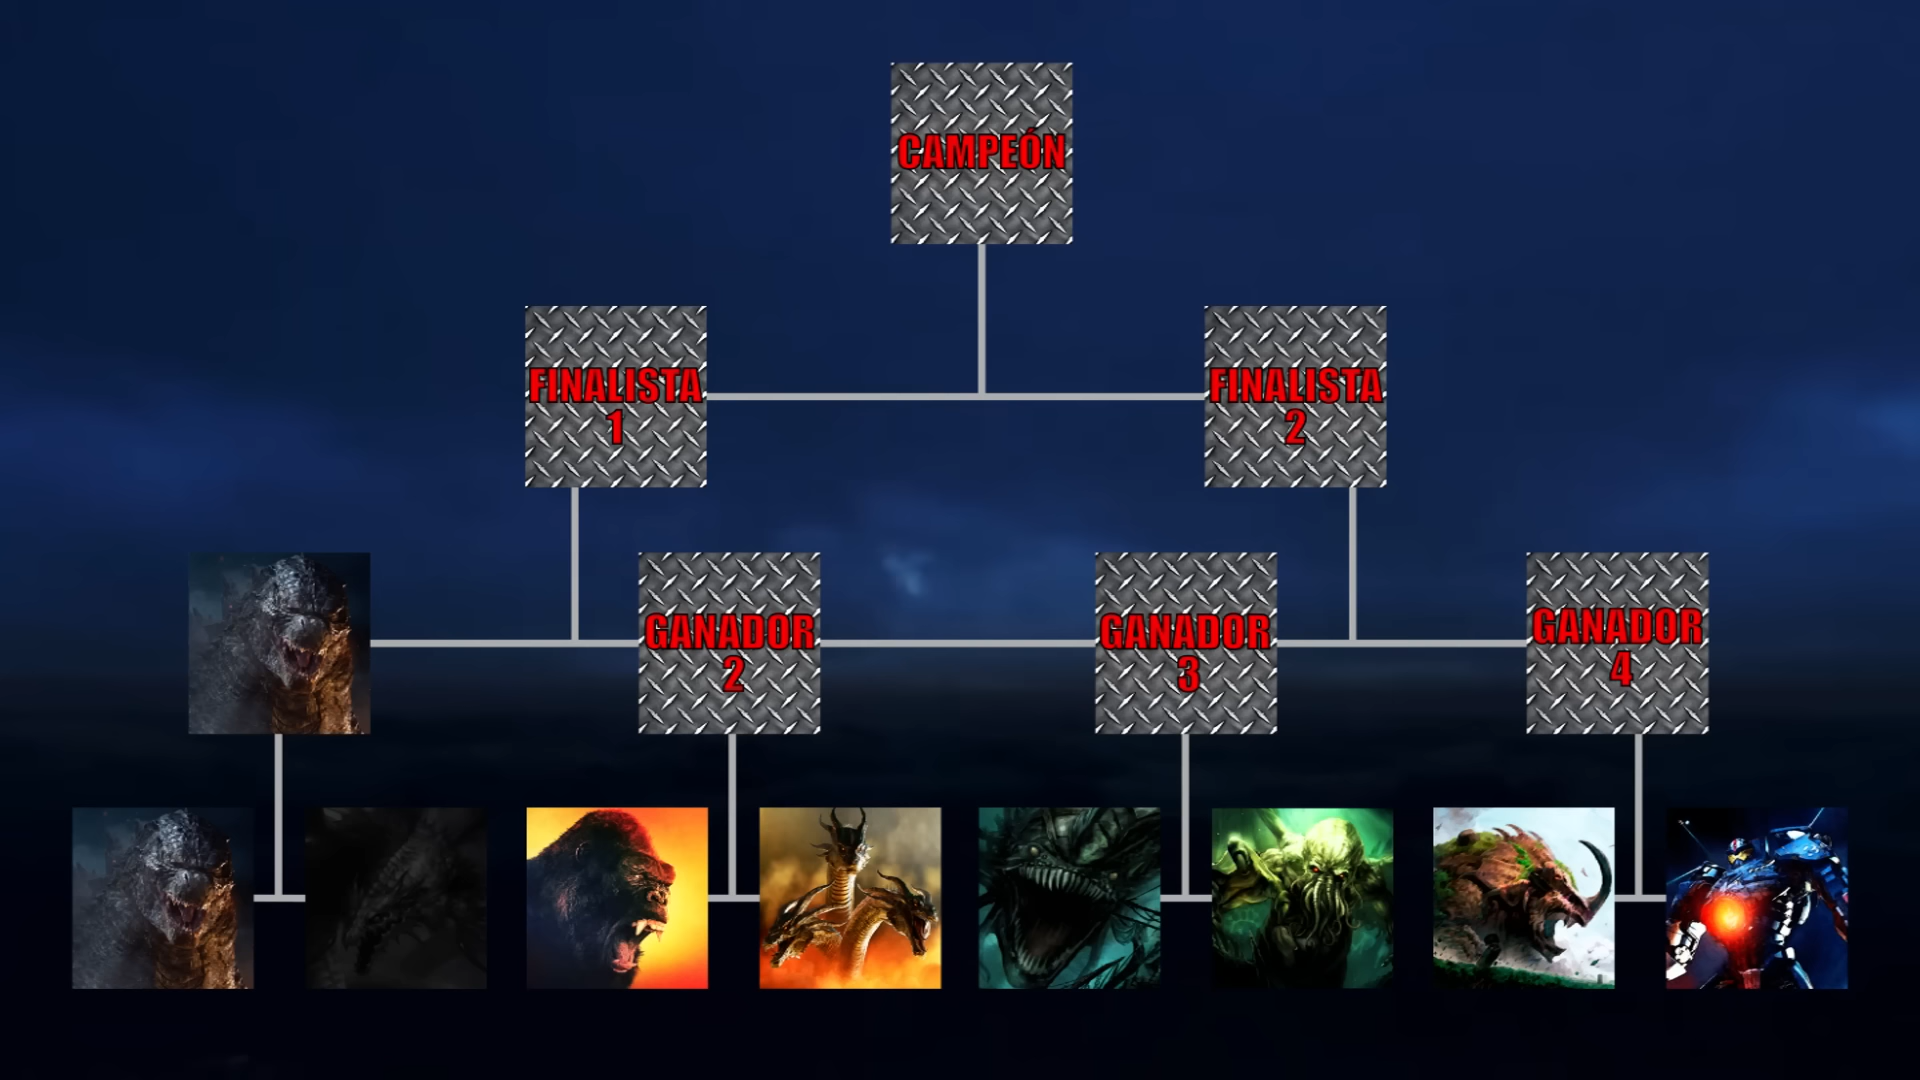 CAMPEÓN
FINALISTA
1
FINALISTA
2
GANADOR
2
GANADOR
3
GANADOR
4